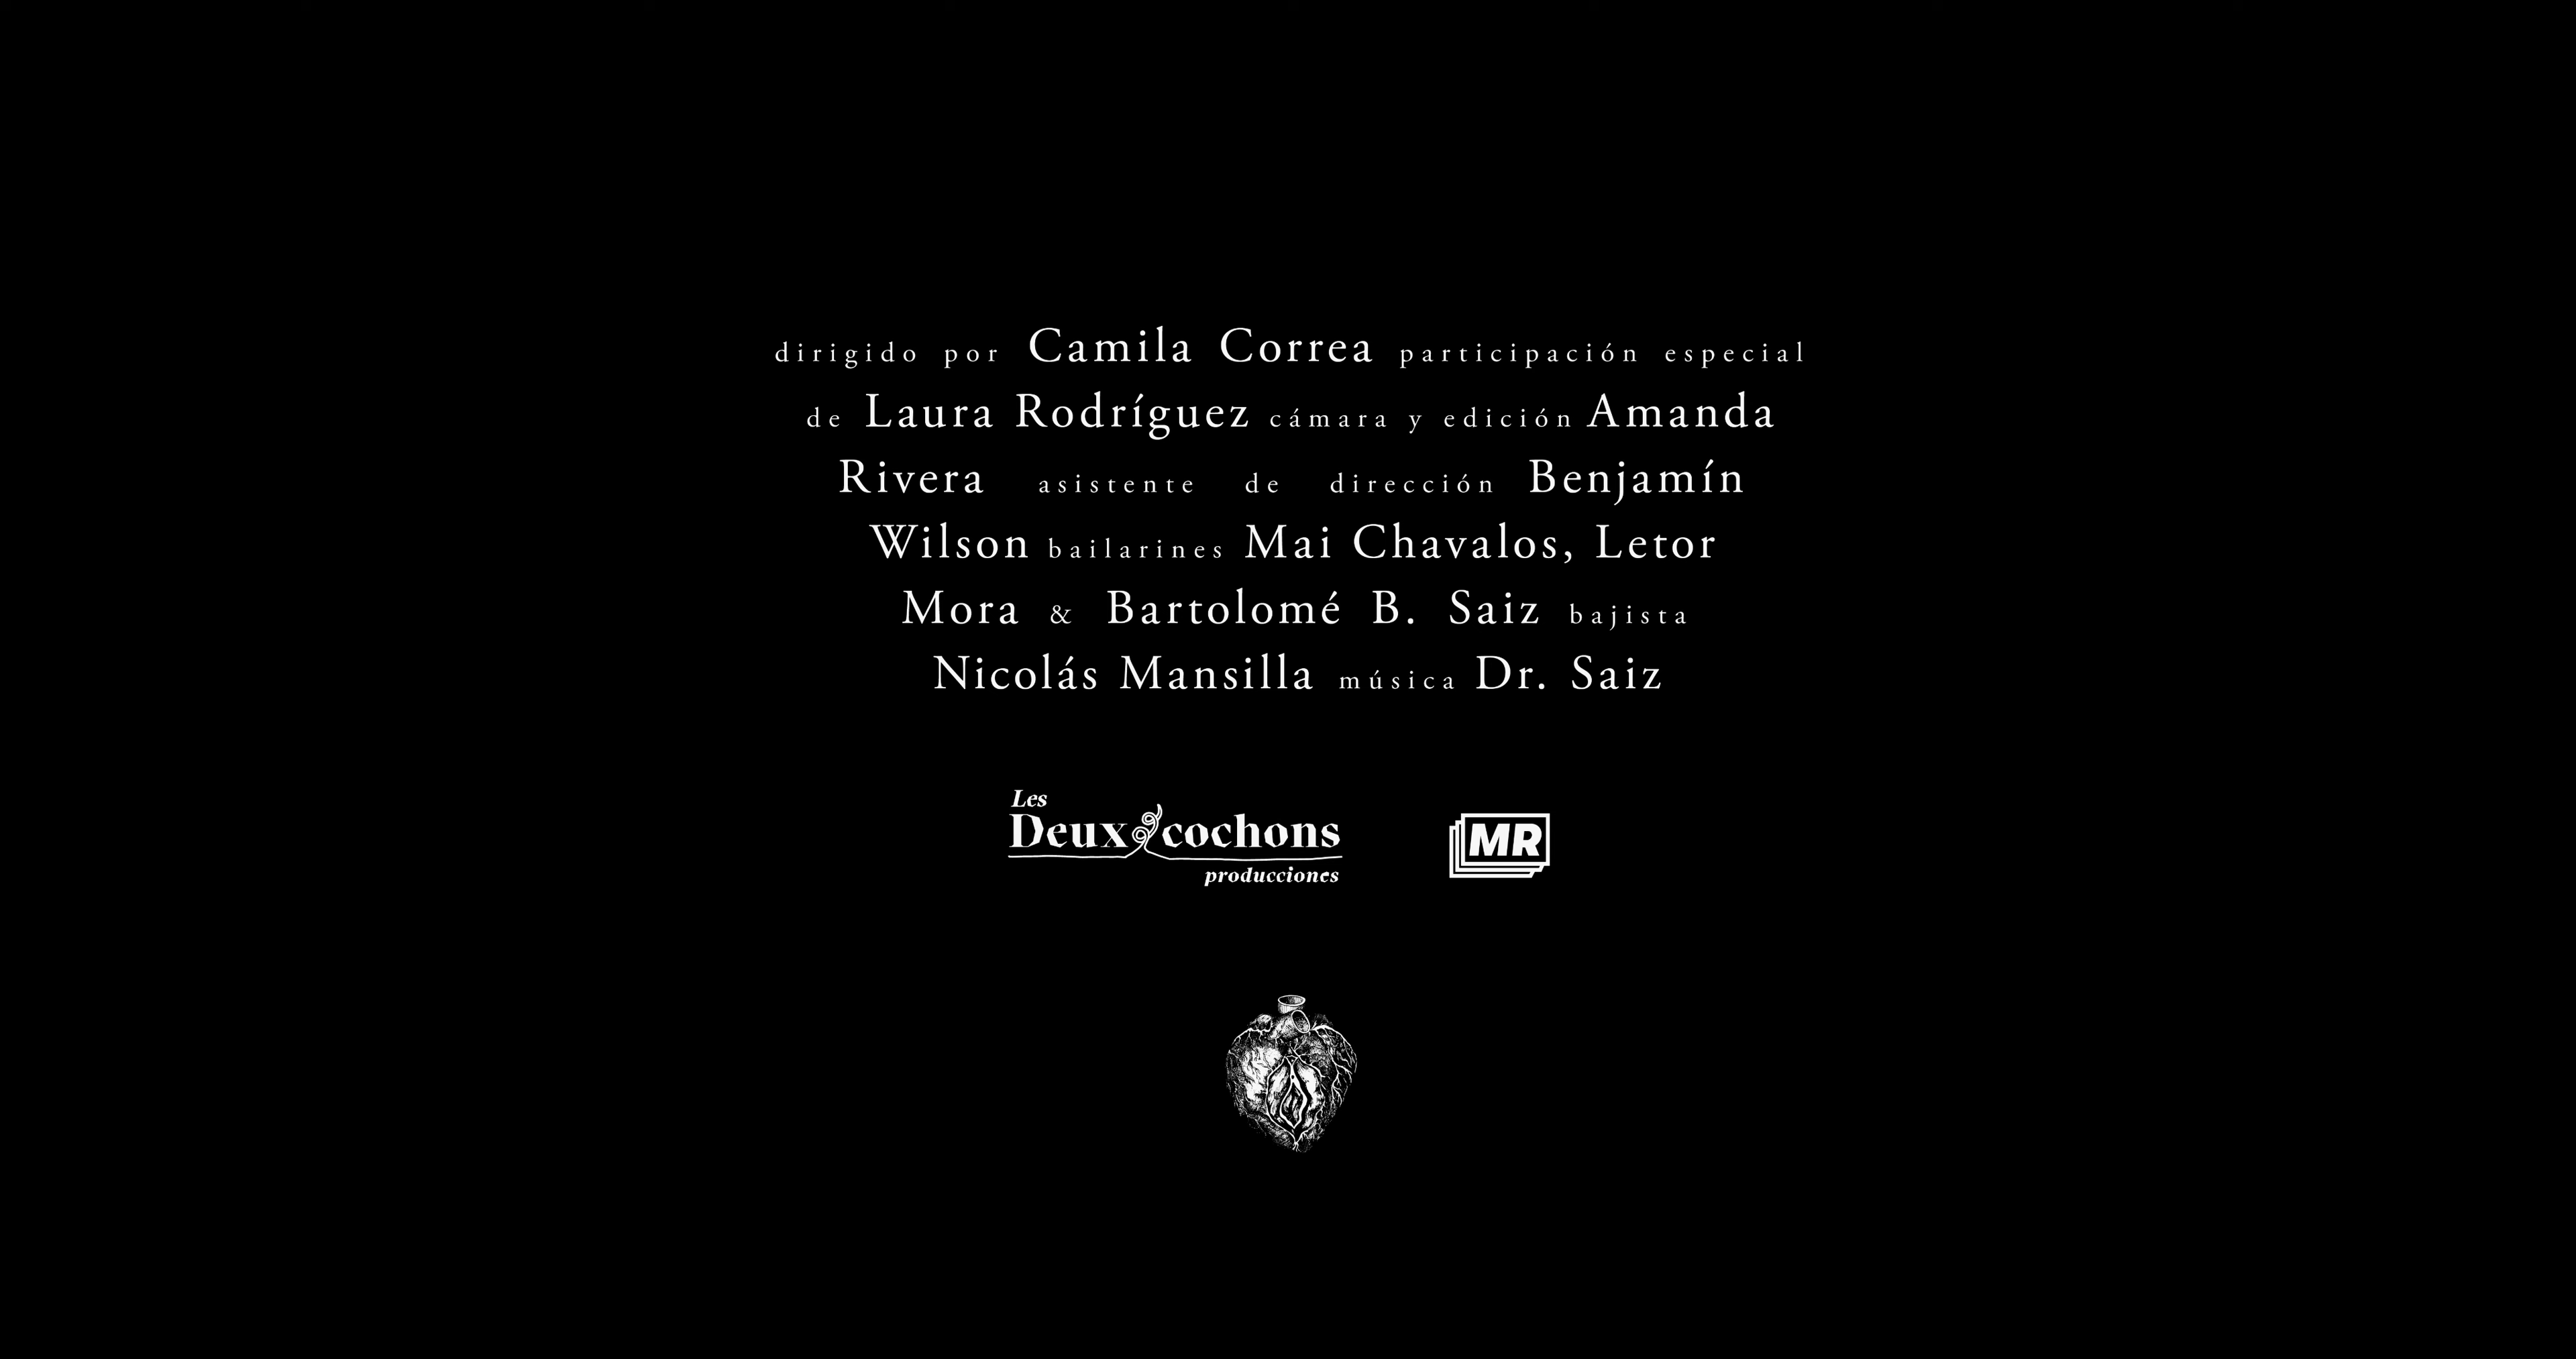 dirigido por Camila Correa participación especial
de Laura Rodríguez cámara y edición Amanda
Rivera asistente de dirección Benjamín
Wilson bailarines Mai Chavalos, Letor
Mora & Bartolomé B. Saiz bajista
Nicolás Mansilla música Dr. Saiz
Les
Deux cochons
producciones
MR